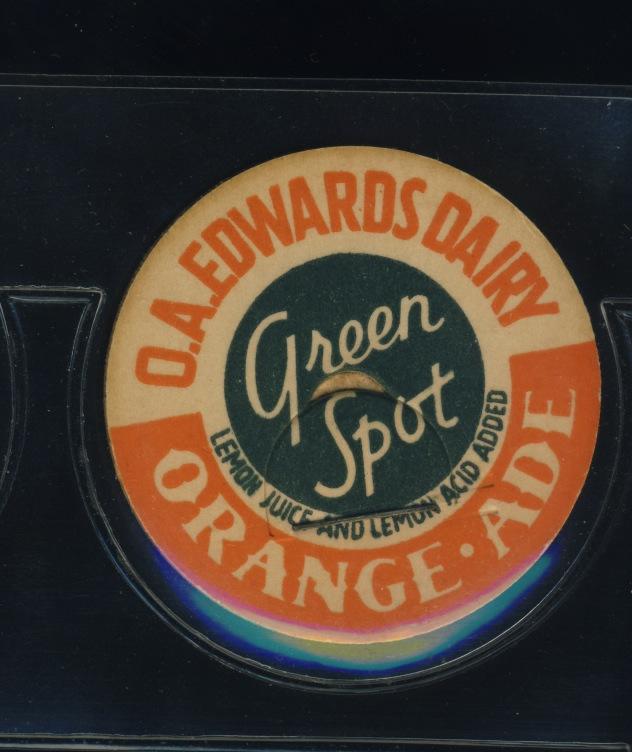 O.A. EDWARDS DAIRY
Green
Spot
LEMON JUICE AND LEMON ACID ADDED
ORANGE·ADE